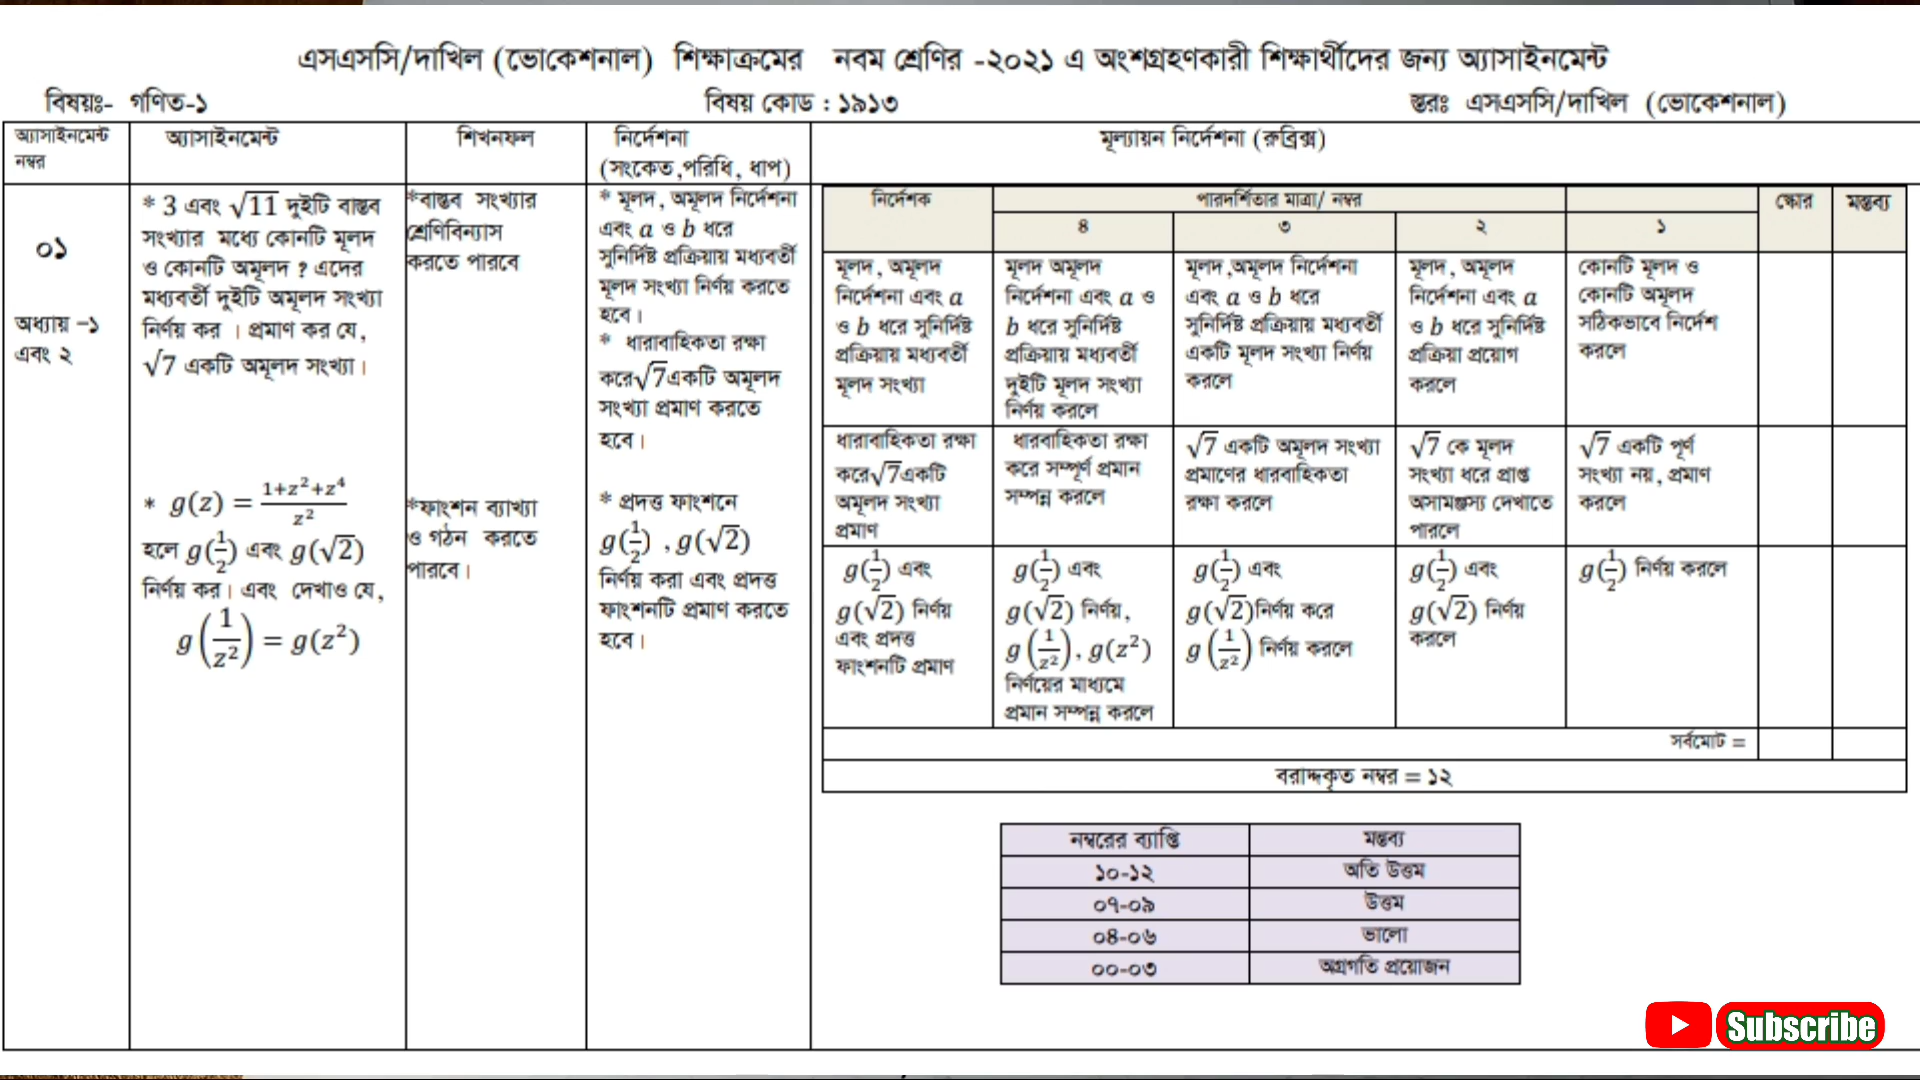 এসএসসি/দাখিল (ভোকেশনাল) শিক্ষাক্রমের নবম শ্রেণির -২০২১ এ অংশগ্রহণকারী শিক্ষার্থীদের জন্য অ্যাসাইনমেন্ট
বিষয়ঃ- গণিত-১ বিষয় কোড : ১৯১৩ স্তরঃ এসএসসি/দাখিল (ভোকেশনাল)
অ্যাসাইনমেন্ট
নম্বর
অ্যাসাইনমেন্ট
শিখনফল
নির্দেশনা
(সংকেত,পরিধি, ধাপ)
মূল্যায়ন নির্দেশনা (রুব্রিক্স)
০১
অধ্যায় –১
এবং ২
* 3 এবং √11 দুইটি বাস্তব
সংখ্যার মধ্যে কোনটি মূলদ
ও কোনটি অমূলদ ? এদের
মধ্যবর্তী দুইটি অমূলদ সংখ্যা
নির্ণয় কর । প্রমাণ কর যে,
√7 একটি অমূলদ সংখ্যা।
* g(z) = (1+z²+z⁴)/z²
হলে g(1/2) এবং g(√2)
নির্ণয় কর। এবং দেখাও যে,
g(1/z²) = g(z²)
*বাস্তব সংখ্যার
শ্রেণিবিন্যাস
করতে পারবে
*ফাংশন ব্যাখ্যা
ও গঠন করতে
পারবে।
* মূলদ, অমূলদ নির্দেশনা
এবং a ও b ধরে
সুনির্দিষ্ট প্রক্রিয়ায় মধ্যবর্তী
মূলদ সংখ্যা নির্ণয় করতে
হবে।
* ধারাবাহিকতা রক্ষা
করে√7একটি অমূলদ
সংখ্যা প্রমাণ করতে
হবে।
* প্রদত্ত ফাংশনে
g(1/2) , g(√2)
নির্ণয় করা এবং প্রদত্ত
ফাংশনটি প্রমাণ করতে
হবে।
নির্দেশক
পারদর্শিতার মাত্রা/ নম্বর
স্কোর
মন্তব্য
৪
৩
২
১
মূলদ, অমূলদ
নির্দেশনা এবং a
ও b ধরে সুনির্দিষ্ট
প্রক্রিয়ায় মধ্যবর্তী
মূলদ সংখ্যা
মূলদ অমূলদ
নির্দেশনা এবং a ও
b ধরে সুনির্দিষ্ট
প্রক্রিয়ায় মধ্যবর্তী
দুইটি মূলদ সংখ্যা
নির্ণয় করলে
মূলদ,অমূলদ নির্দেশনা
এবং a ও b ধরে
সুনির্দিষ্ট প্রক্রিয়ায় মধ্যবর্তী
একটি মূলদ সংখ্যা নির্ণয়
করলে
মূলদ, অমূলদ
নির্দেশনা এবং a
ও b ধরে সুনির্দিষ্ট
প্রক্রিয়া প্রয়োগ
করলে
কোনটি মূলদ ও
কোনটি অমূলদ
সঠিকভাবে নির্দেশ
করলে
ধারাবাহিকতা রক্ষা
করে√7একটি
অমূলদ সংখ্যা
প্রমাণ
ধারবাহিকতা রক্ষা
করে সম্পূর্ণ প্রমান
সম্পন্ন করলে
√7 একটি অমূলদ সংখ্যা
প্রমাণের ধারবাহিকতা
রক্ষা করলে
√7 কে মূলদ
সংখ্যা ধরে প্রাপ্ত
অসামঞ্জস্য দেখাতে
পারলে
√7 একটি পূর্ণ
সংখ্যা নয়, প্রমাণ
করলে
g(1/2) এবং
g(√2) নির্ণয়
এবং প্রদত্ত
ফাংশনটি প্রমাণ
g(1/2) এবং
g(√2) নির্ণয়,
g(1/z²), g(z²)
নির্ণয়ের মাধ্যমে
প্রমান সম্পন্ন করলে
g(1/2) এবং
g(√2)নির্ণয় করে
g(1/z²) নির্ণয় করলে
g(1/2) এবং
g(√2) নির্ণয়
করলে
g(1/2) নির্ণয় করলে
সর্বমোট =
বরাদ্দকৃত নম্বর = ১২
নম্বরের ব্যাপ্তি মন্তব্য
১০-১২ অতি উত্তম
০৭-০৯ উত্তম
০৪-০৬ ভালো
০০-০৩ অগ্রগতি প্রয়োজন
Subscribe